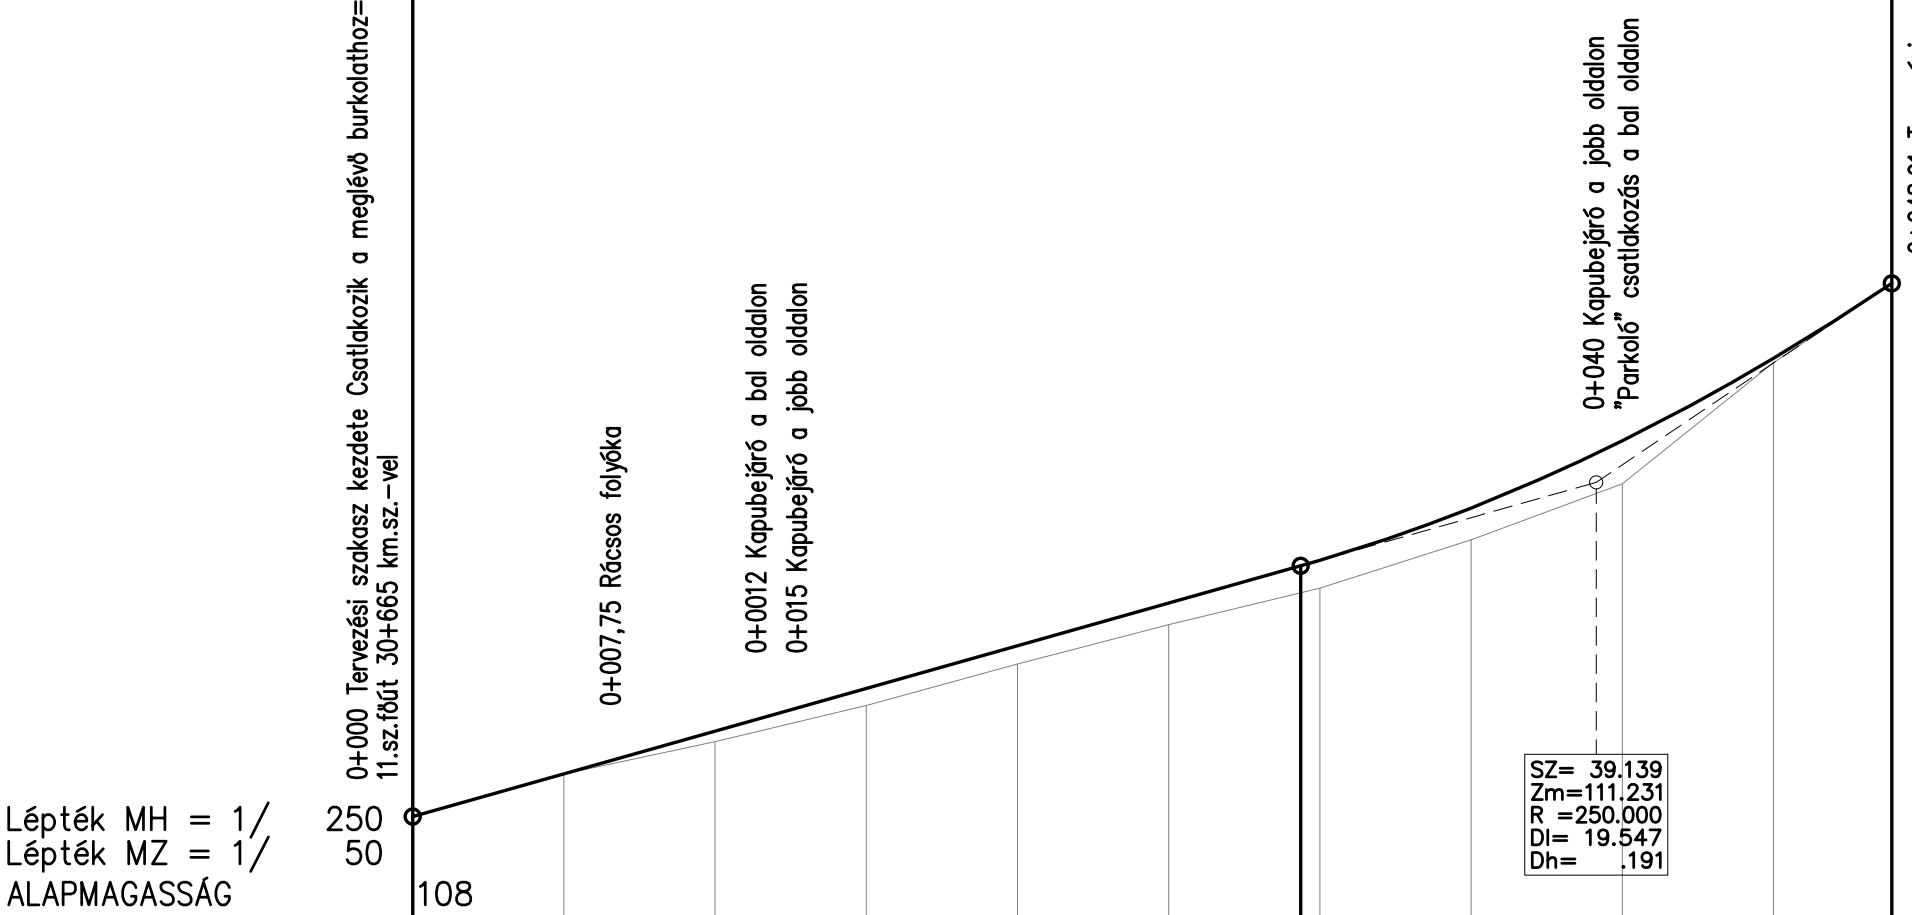 0+000 Tervezési szakasz kezdete Csatlakozik a meglévő burkolathoz=
11.sz.főút 30+665 km.sz.-vel
0+007,75 Rácsos folyóka
0+0012 Kapubejáró a bal oldalon
0+015 Kapubejáró a jobb oldalon
0+040 Kapubejáró a jobb oldalon
"Parkoló" csatlakozás a bal oldalon
SZ= 39.139
Zm=111.231
R =250.000
Dl= 19.547
Dh= .191
Lépték MH = 1/ 250
Lépték MZ = 1/ 50
ALAPMAGASSÁG 108